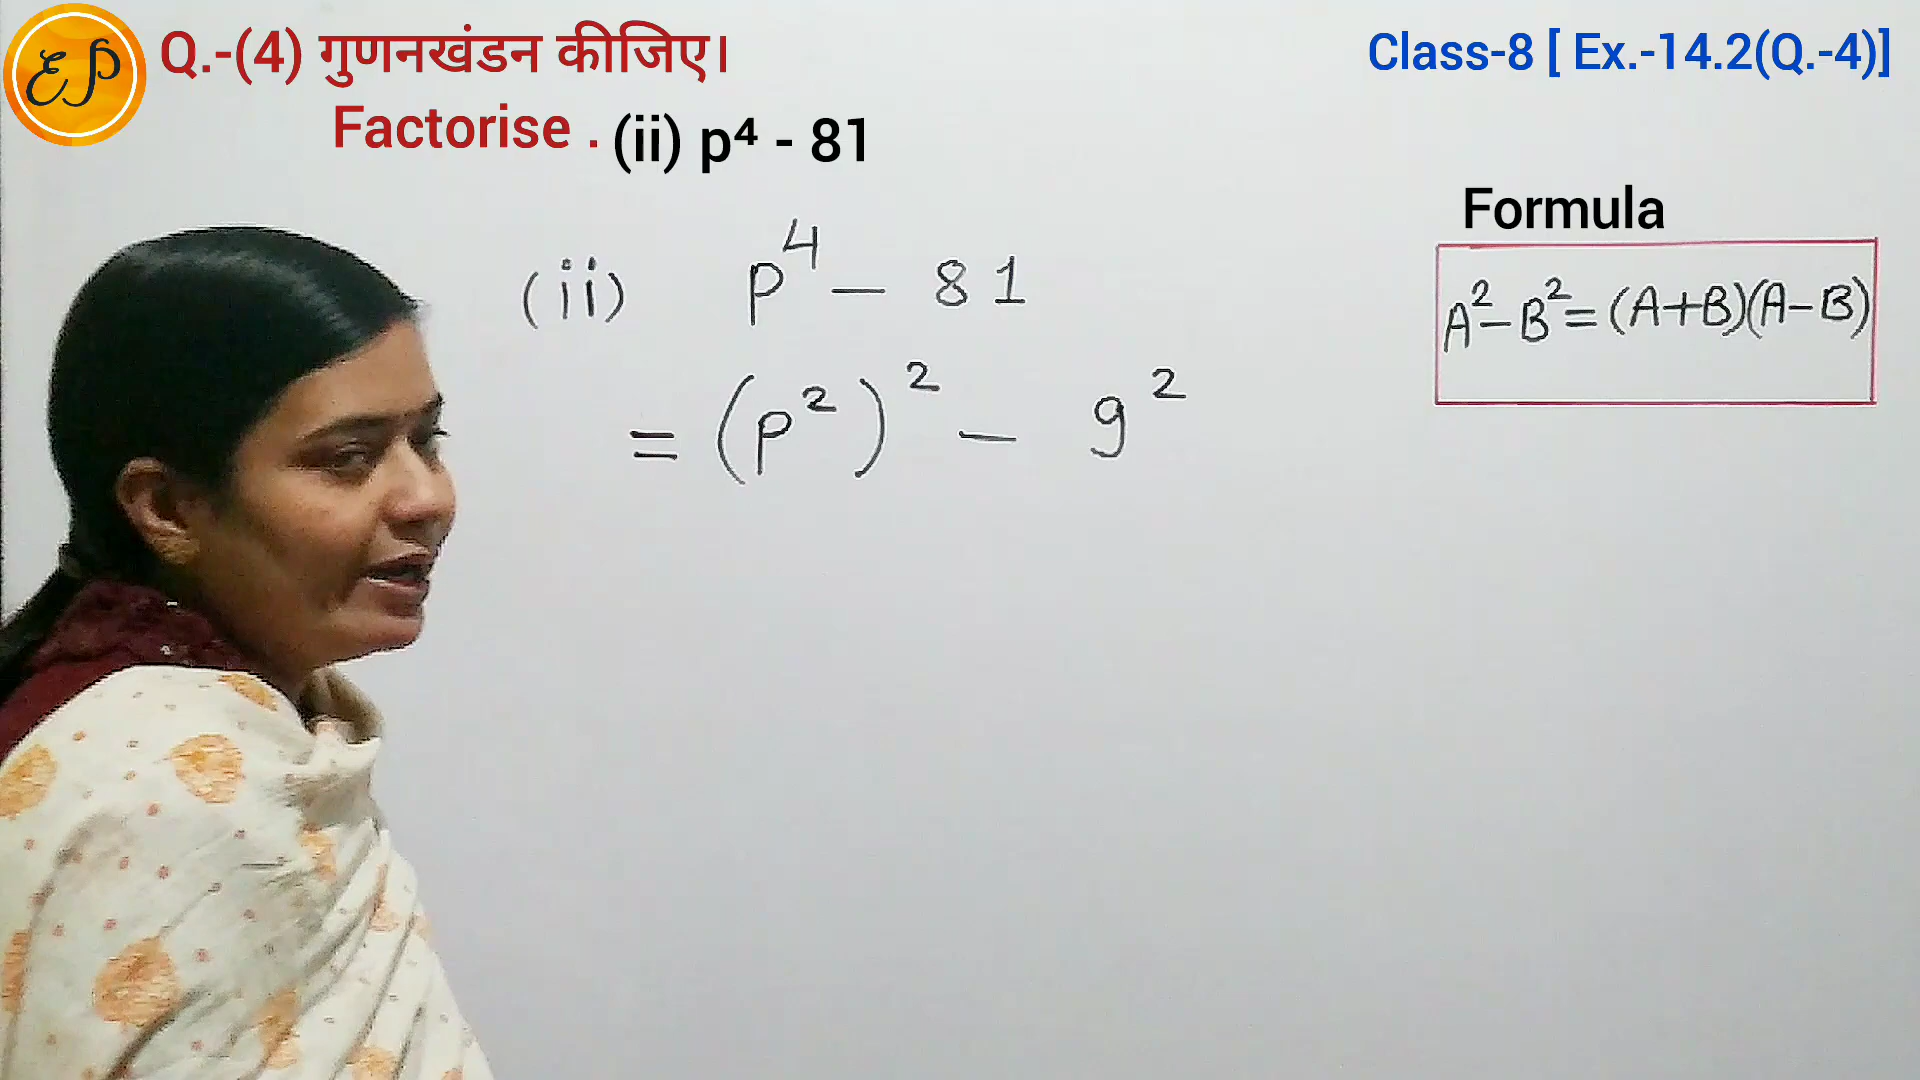 EP
Q.-(4) गुणनखंडन कीजिए।
Class-8 [ Ex.-14.2(Q.-4)]
Factorise . (ii) p⁴ - 81
Formula
A² - B² = (A+B)(A-B)
(ii) p⁴ - 81
= (p²)² - 9²